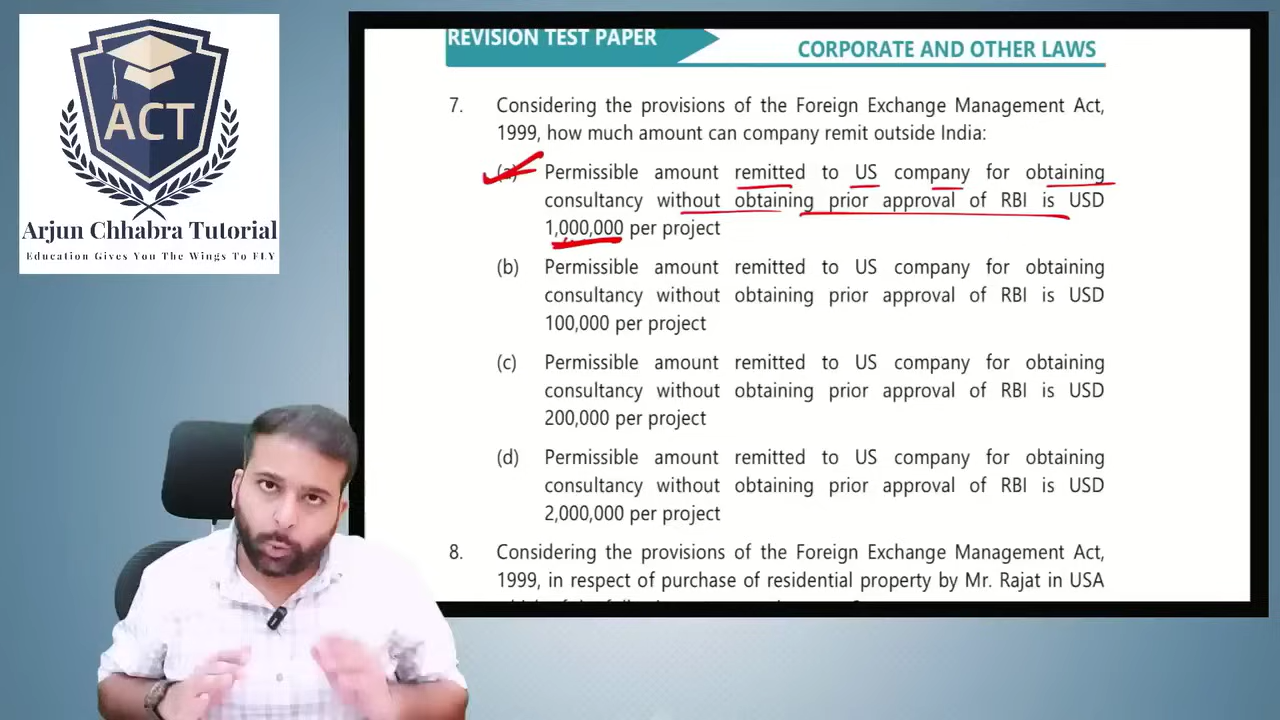 ACT
Arjun Chhabra Tutorial
Education Gives You The Wings To FLY
REVISION TEST PAPER
CORPORATE AND OTHER LAWS
7. Considering the provisions of the Foreign Exchange Management Act,
1999, how much amount can company remit outside India:
(a) Permissible amount remitted to US company for obtaining
consultancy without obtaining prior approval of RBI is USD
1,000,000 per project
(b) Permissible amount remitted to US company for obtaining
consultancy without obtaining prior approval of RBI is USD
100,000 per project
(c) Permissible amount remitted to US company for obtaining
consultancy without obtaining prior approval of RBI is USD
200,000 per project
(d) Permissible amount remitted to US company for obtaining
consultancy without obtaining prior approval of RBI is USD
2,000,000 per project
8. Considering the provisions of the Foreign Exchange Management Act,
1999, in respect of purchase of residential property by Mr. Rajat in USA